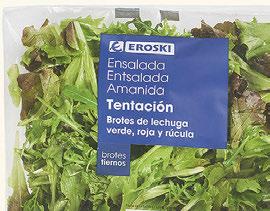 EROSKI
Ensalada
Entsalada
Amanida
Tentación
Brotes de lechuga
verde, roja y rúcula
brotes
tiernos